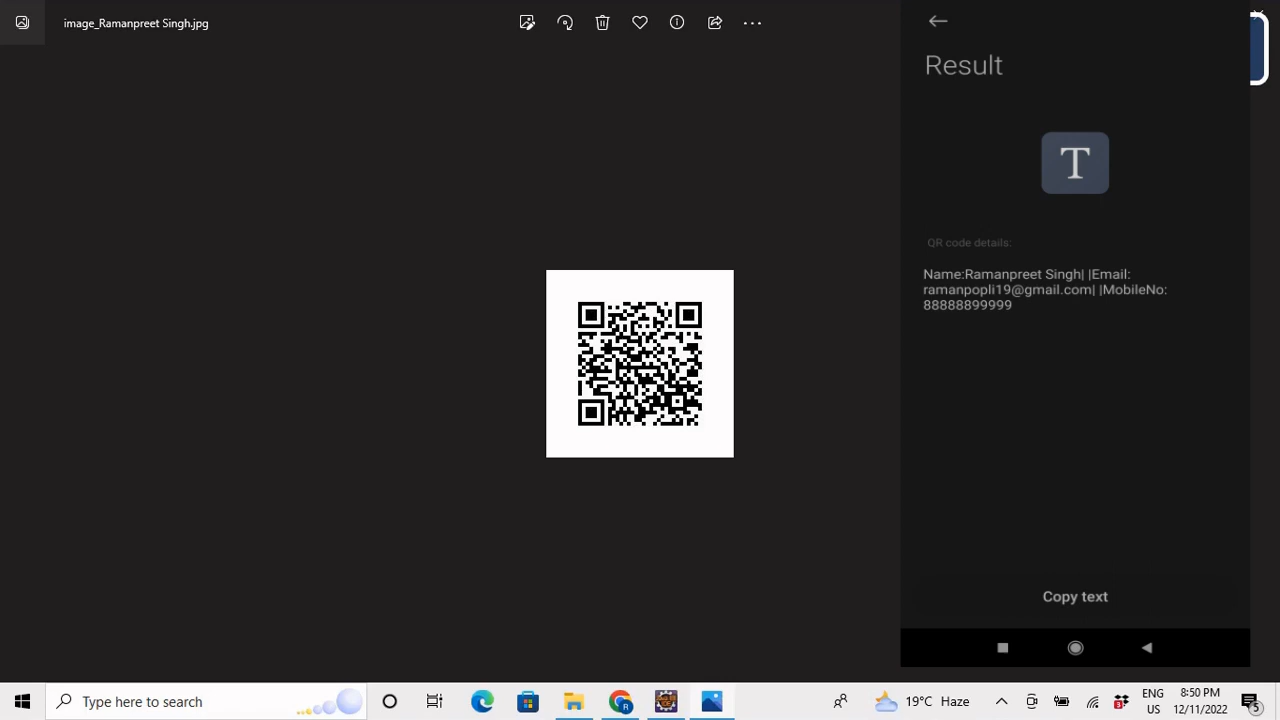 image_Ramanpreet Singh.jpg
Result
T
QR code details:
Name:Ramanpreet Singh| |Email:
ramanpopli19@gmail.com| |MobileNo:
88888899999
Copy text
Type here to search
19°C Haze
ENG
US
8:50 PM
12/11/2022
5